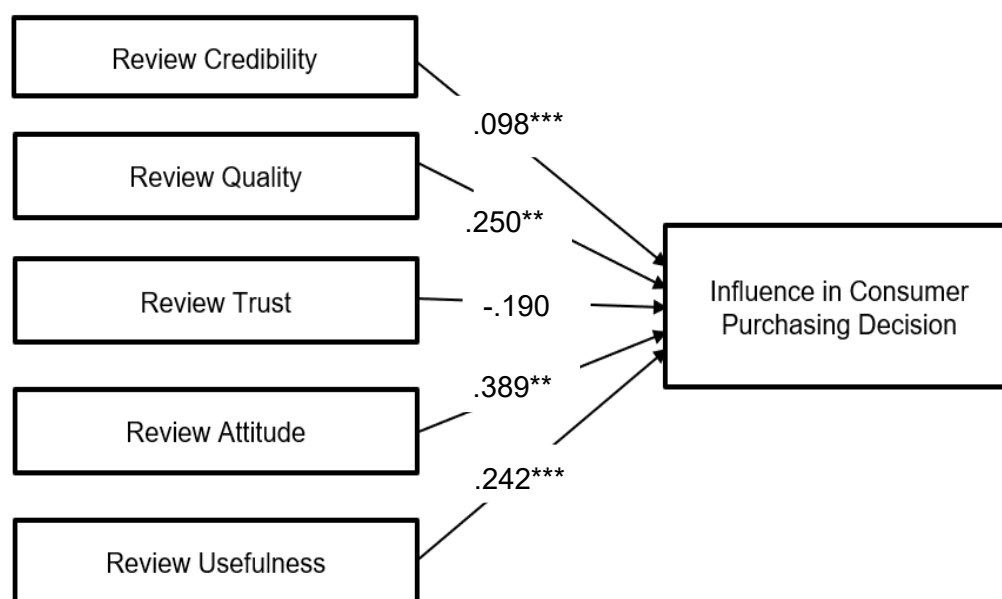 Review Credibility
.098***
Review Quality
.250**
Review Trust
-.190
Influence in Consumer
Purchasing Decision
Review Attitude
.389**
Review Usefulness
.242***